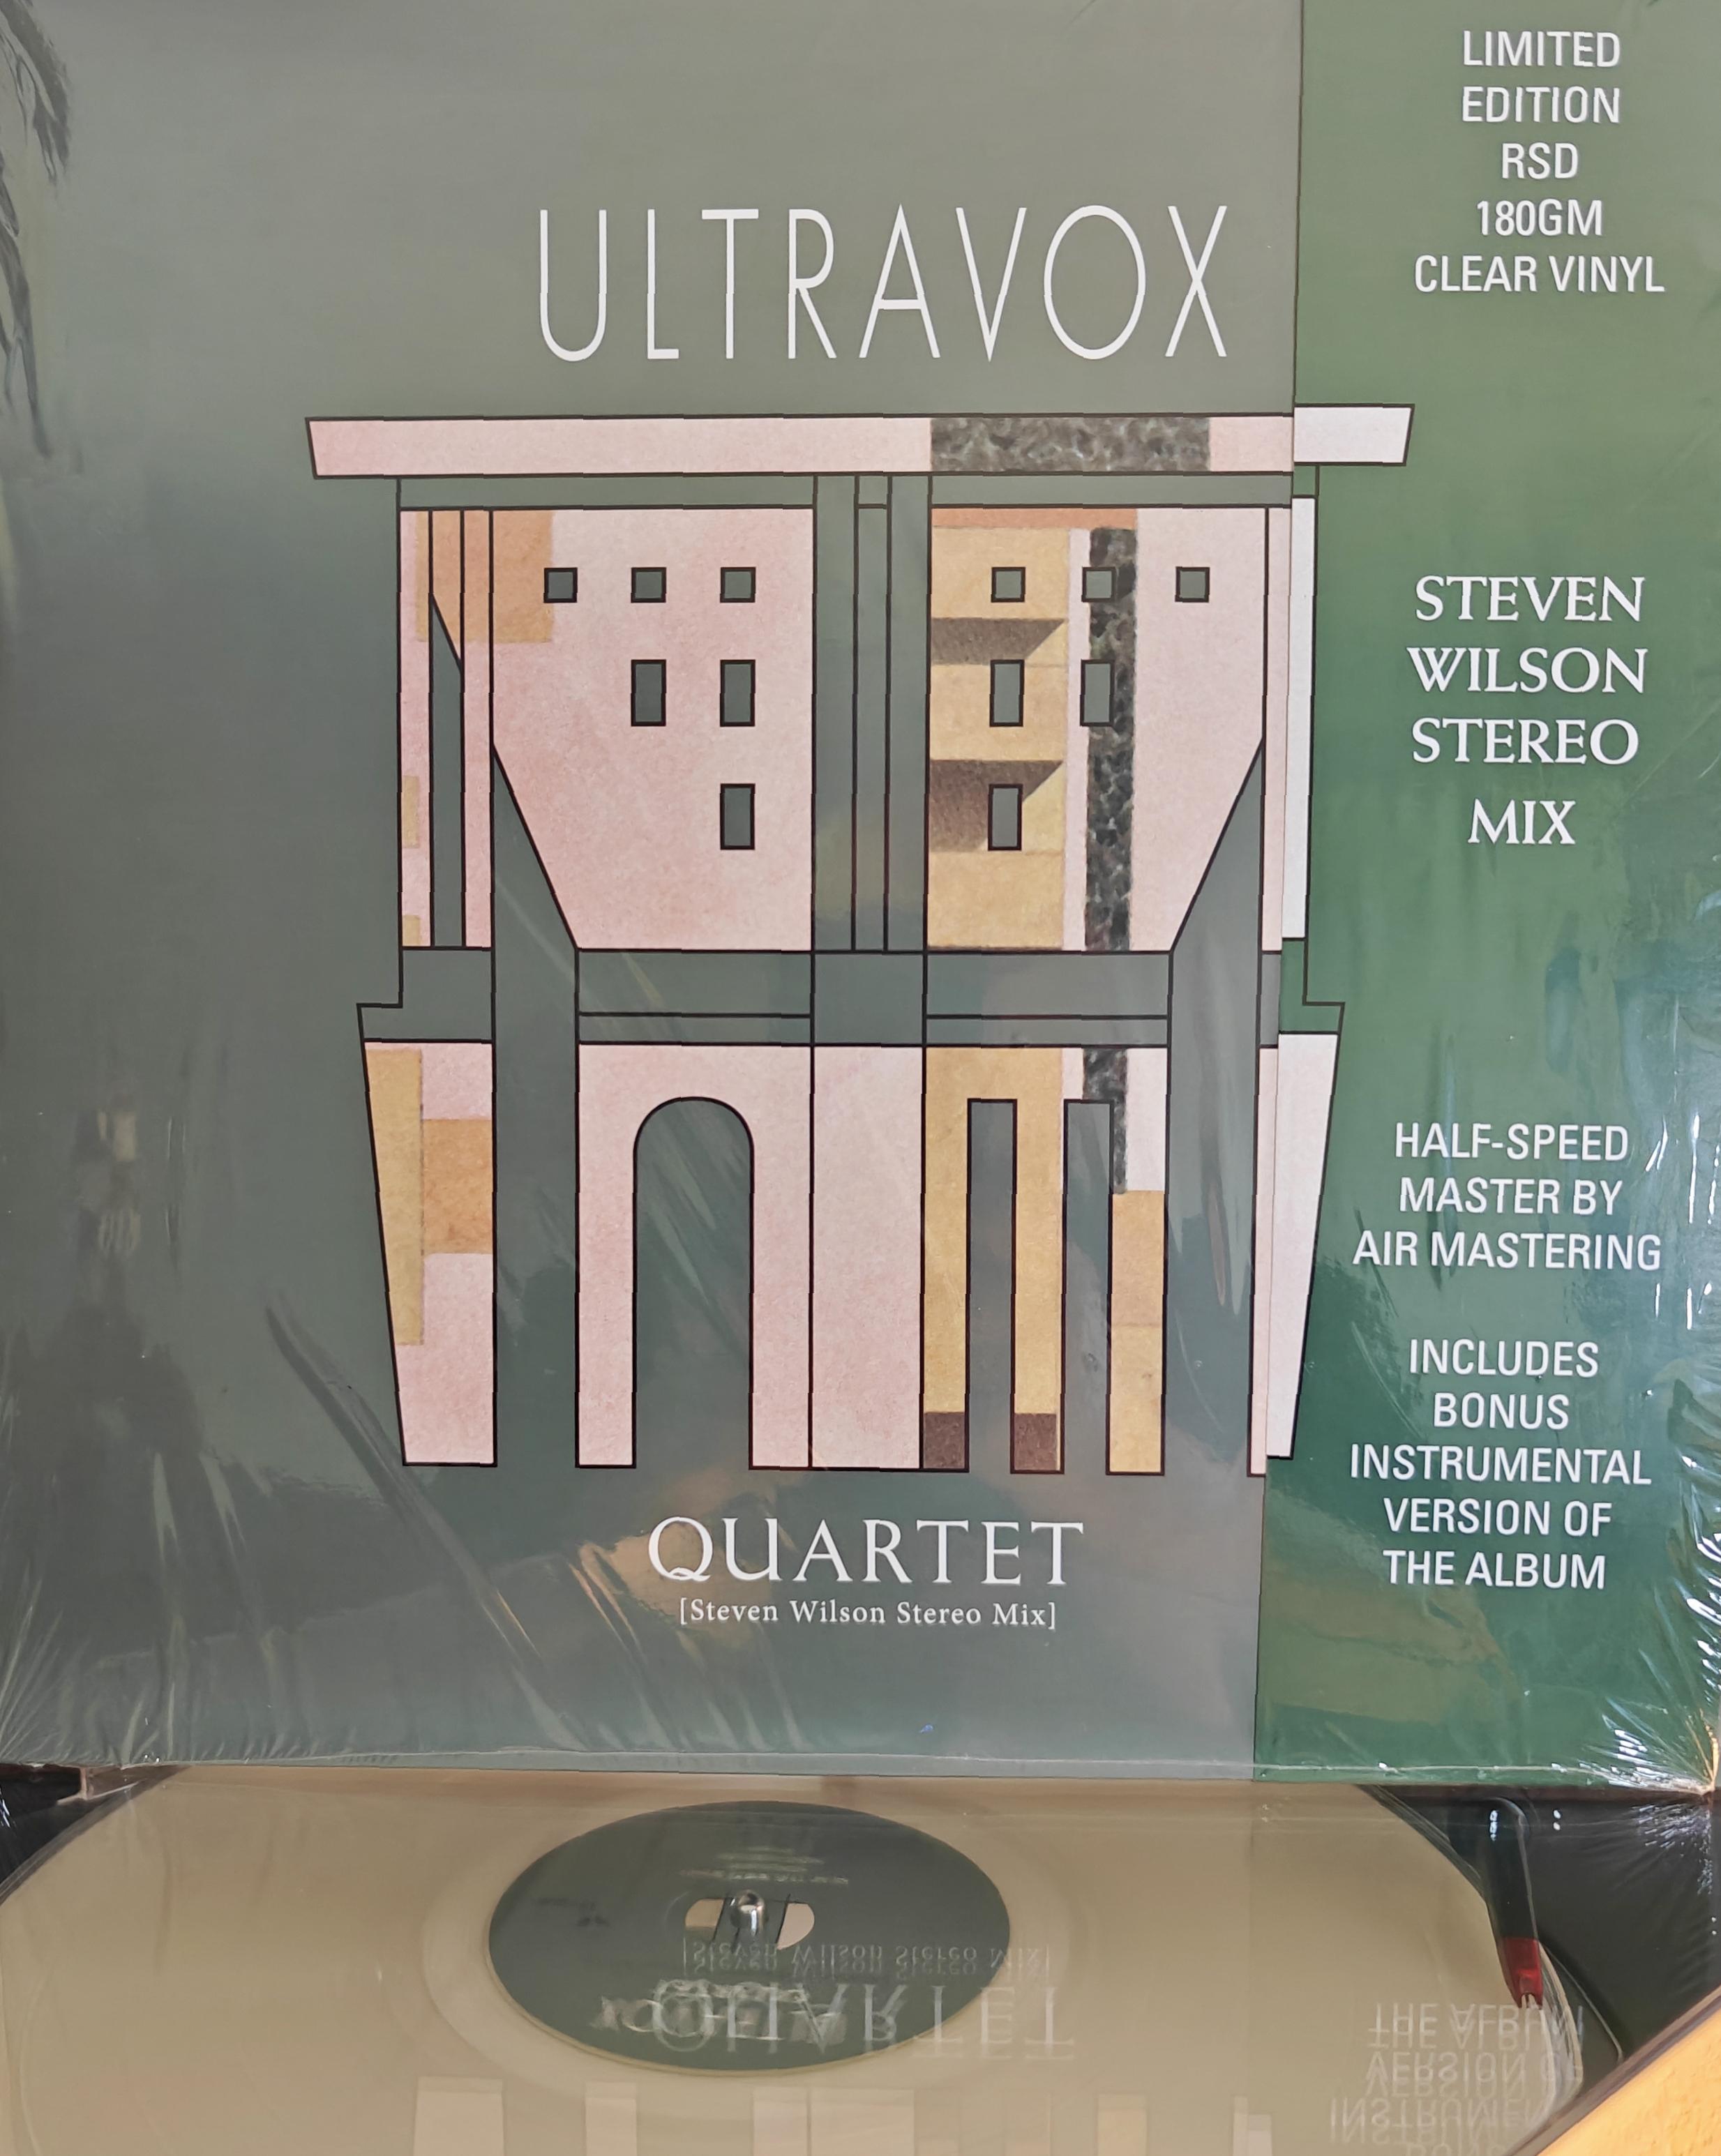 ULTRAVOX
QUARTET
[Steven Wilson Stereo Mix]
LIMITED
EDITION
RSD
180GM
CLEAR VINYL
STEVEN
WILSON
STEREO
MIX
HALF-SPEED
MASTER BY
AIR MASTERING
INCLUDES
BONUS
INSTRUMENTAL
VERSION OF
THE ALBUM